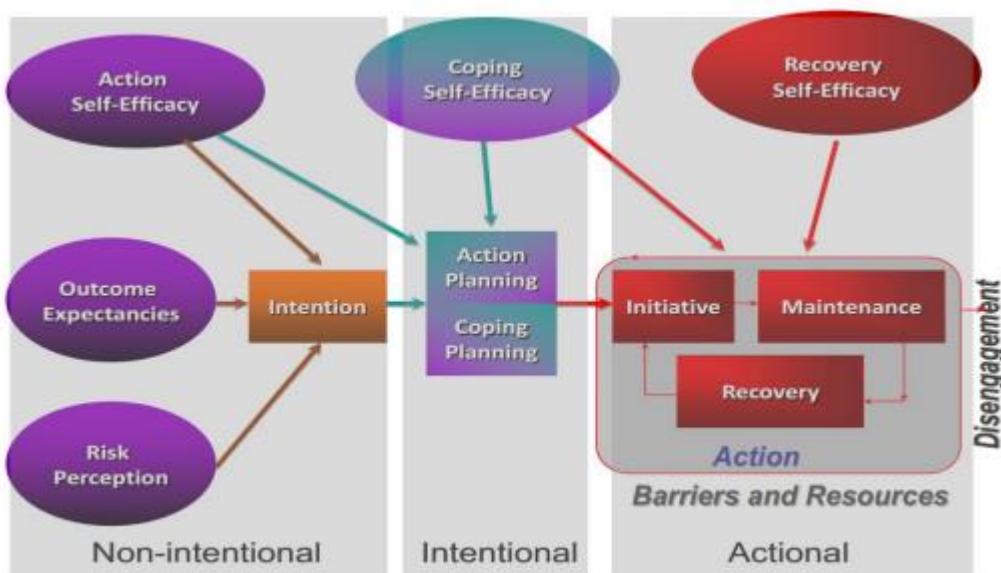 Action
Self-Efficacy
Coping
Self-Efficacy
Recovery
Self-Efficacy
Outcome
Expectancies
Intention
Action
Planning
Coping
Planning
Initiative
Maintenance
Recovery
Disengagement
Risk
Perception
Action
Barriers and Resources
Non-intentional
Intentional
Actional